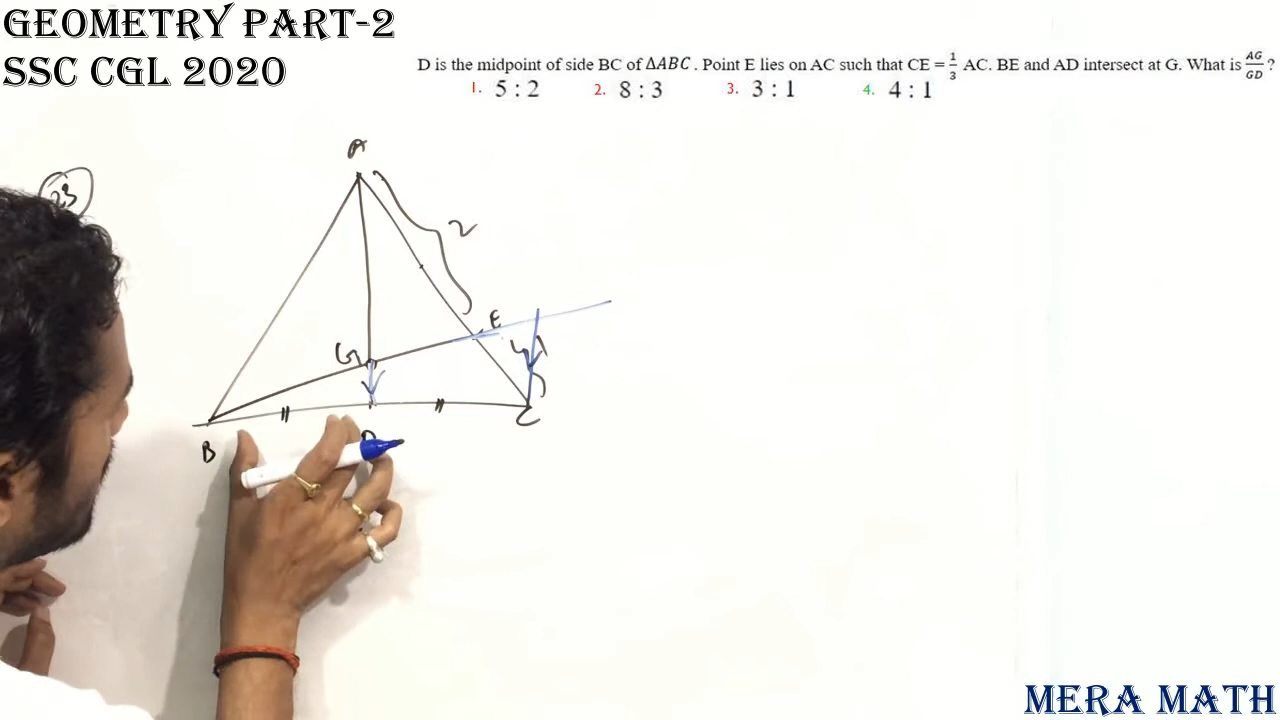 GEOMETRY PART-2
SSC CGL 2020
D is the midpoint of side BC of ΔABC. Point E lies on AC such that CE = 1/3 AC. BE and AD intersect at G. What is AG/GD?
1. 5 : 2 2. 8 : 3 3. 3 : 1 4. 4 : 1
A
23
2
E
G
1
C
B
MERA MATH